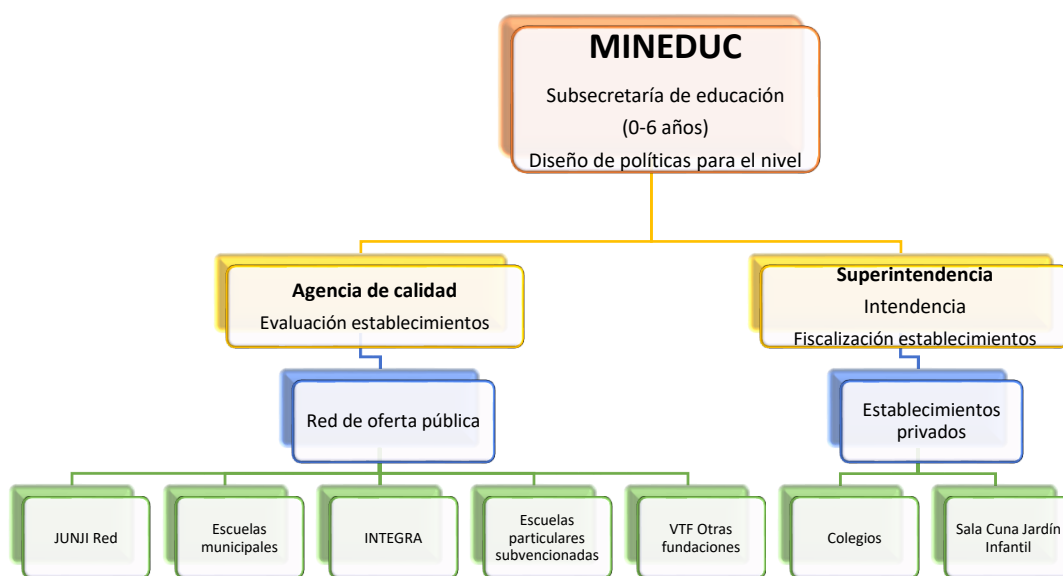 MINEDUC
Subsecretaría de educación
(0-6 años)
Diseño de políticas para el nivel
Agencia de calidad
Evaluación establecimientos
Superintendencia
Intendencia
Fiscalización establecimientos
Red de oferta pública
Establecimientos
privados
JUNJI Red
Escuelas
municipales
INTEGRA
Escuelas
particulares
subvencionadas
VTF Otras
fundaciones
Colegios
Sala Cuna Jardín
Infantil